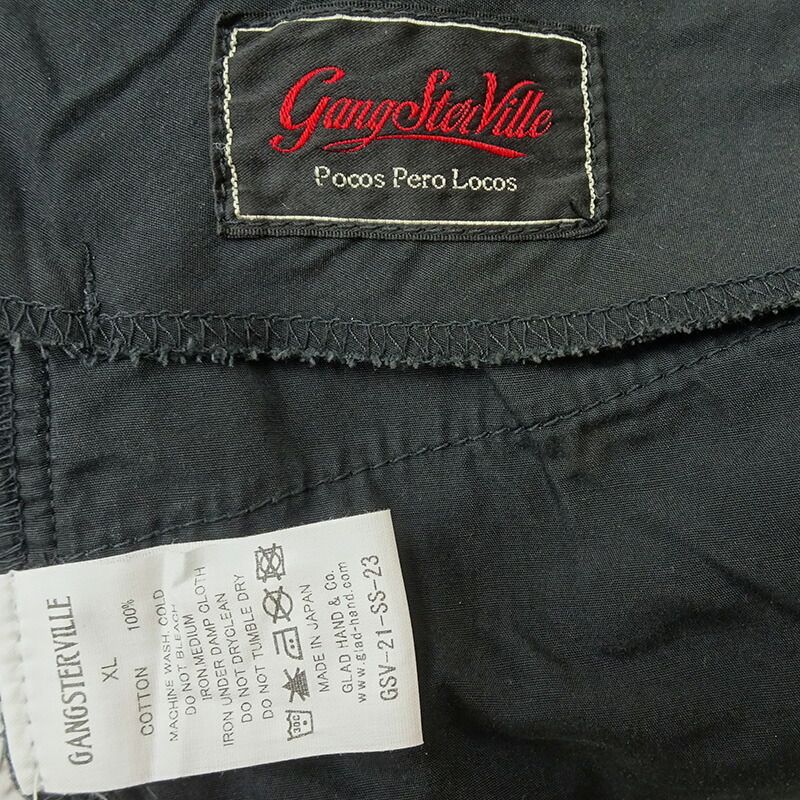 GangSterVille
Pocos Pero Locos
GANGSTERVILLE
XL
COTTON 100%
MACHINE WASH, COLD
DO NOT BLEACH
IRON,MEDIUM
IRON UNDER DAMP CLOTH
DO NOT DRYCLEAN
DO NOT TUMBLE DRY
30C
MADE IN JAPAN
GLAD HAND & Co.
www.glad-hand.com
GSV-21-SS-23